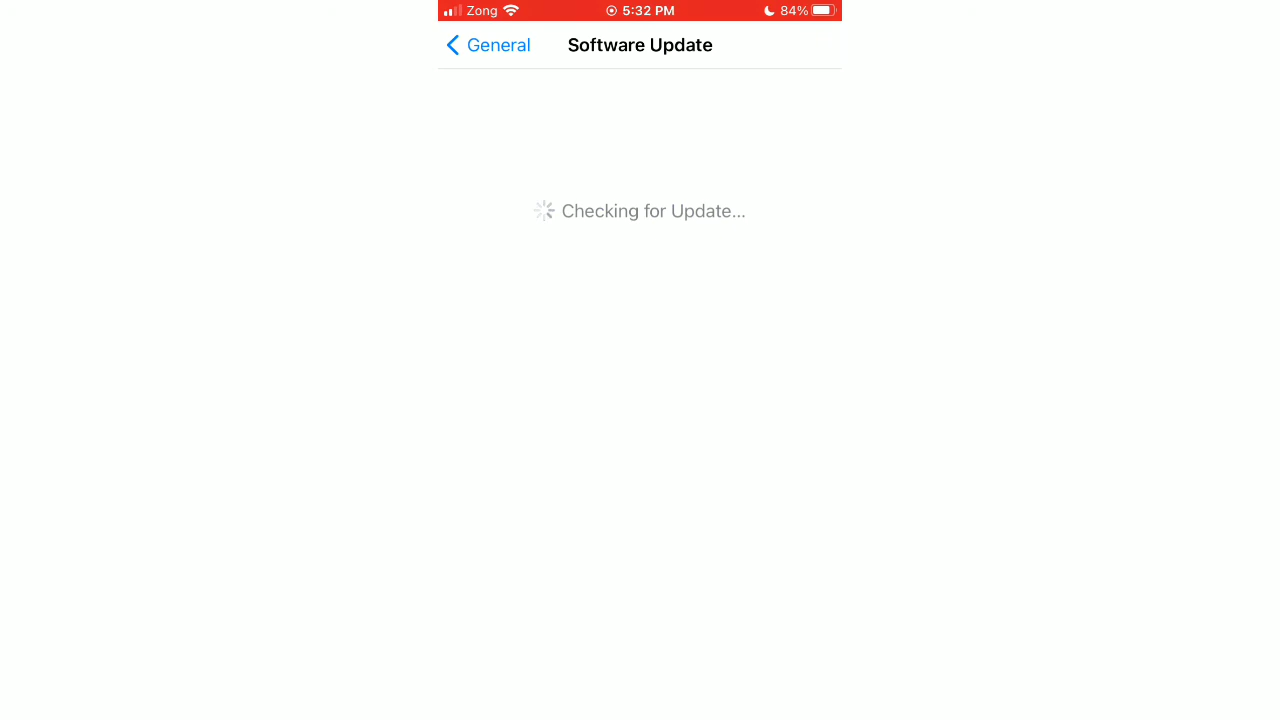 Zong 5:32 PM 84%
General Software Update
Checking for Update...